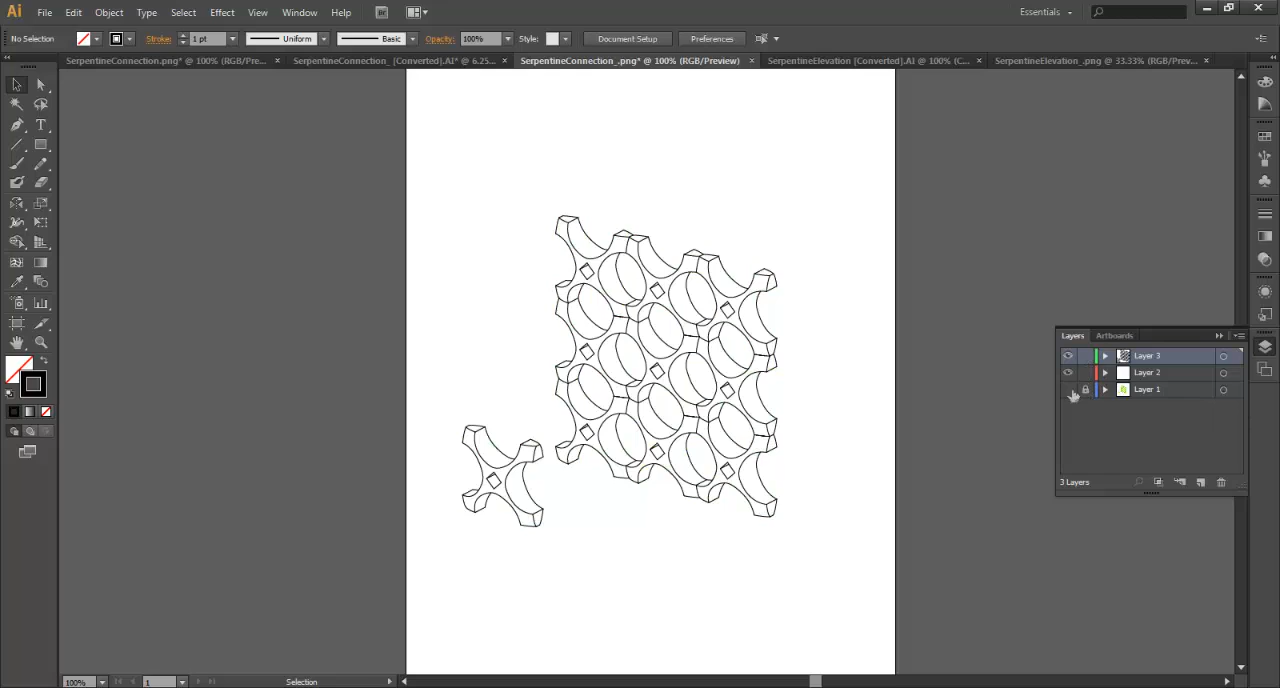 Ai File Edit Object Type Select Effect View Window Help Br Essentials
No Selection Stroke: 1 pt Uniform Basic Opacity: 100% Style: Document Setup Preferences
SerpentineConnection.png* @ 100% (RGB/Pre... × SerpentineConnection_ [Converted].AI* @ 6.25... × SerpentineConnection_.png* @ 100% (RGB/Preview) × SerpentineElevation [Converted].AI @ 100% (C... × SerpentineElevation_.png @ 33.33% (RGB/Prev... ×
T
Layers Artboards
Layer 3
Layer 2
Layer 1
3 Layers
100% 1 Selection